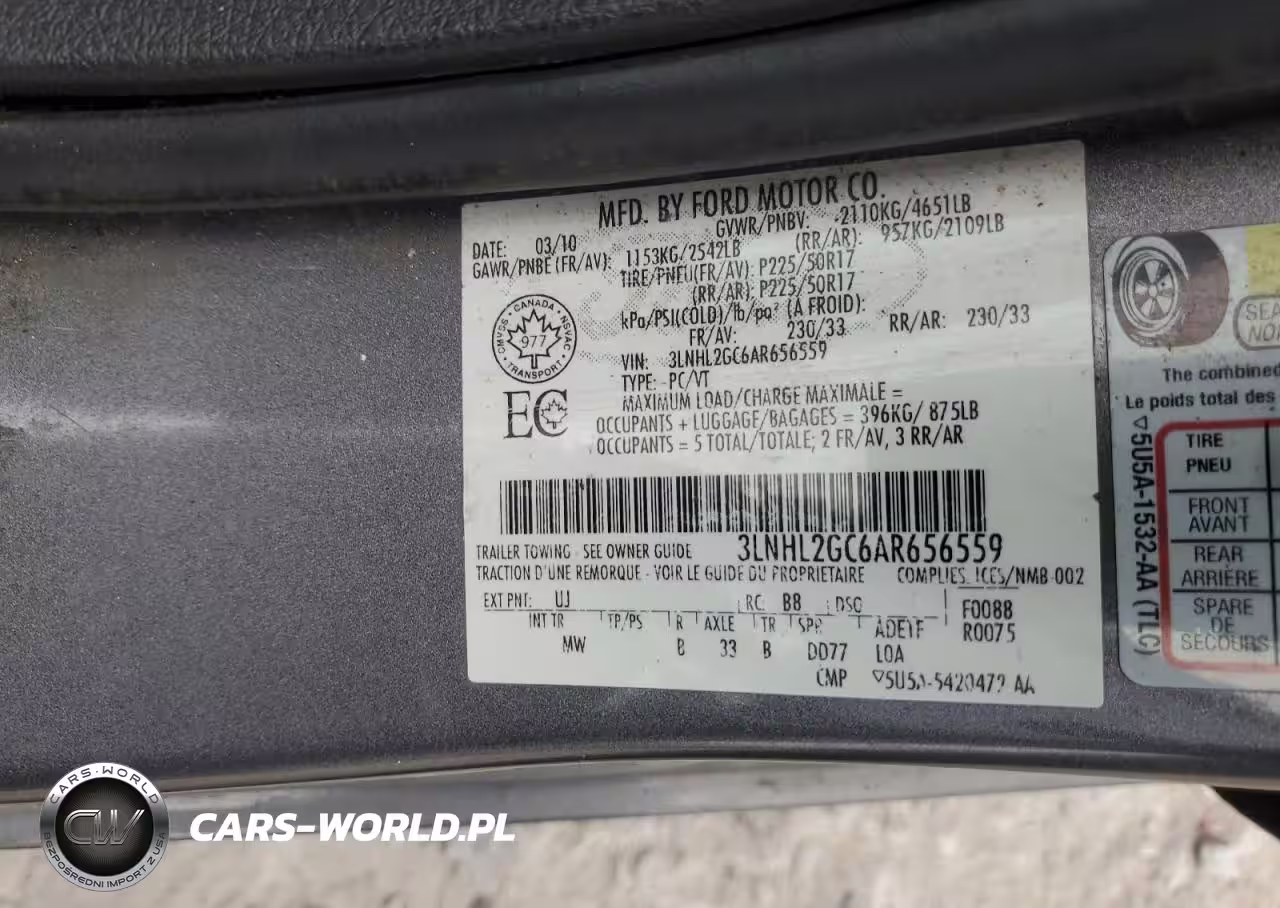 MFD. BY FORD MOTOR CO.
DATE: 03/10 GVWR/PNBV: 2110KG/4651LB
GAWR/PNBE (FR/AV): 1153KG/2542LB (RR/AR): 957KG/2109LB
TIRE/PNEU(FR/AV): P225/50R17
(RR/AR): P225/50R17
kPa/PSI(COLD)/lb/po² (A FROID):
FR/AV: 230/33 RR/AR: 230/33
CANADA
CMVSS NSVAC
977
TRANSPORT
VIN: 3LNHL2GC6AR656559
TYPE: PC/VT
EC
MAXIMUM LOAD/CHARGE MAXIMALE =
OCCUPANTS + LUGGAGE/BAGAGES = 396KG/ 875LB
OCCUPANTS = 5 TOTAL/TOTALE; 2 FR/AV, 3 RR/AR
3LNHL2GC6AR656559
TRAILER TOWING - SEE OWNER GUIDE
TRACTION D'UNE REMORQUE - VOIR LE GUIDE DU PROPRIETAIRE COMPLIES ICES/NMB-002
EXT PNT: UJ RC: B8 DSO F0088
INT TR TP/PS R AXLE TR SPR R0075
MW 33 B DD77 LOA
CMP
The combined
Le poids total des
5U5A-1532-AA (TLC)
TIRE
PNEU
FRONT
AVANT
REAR
ARRIÈRE
SPARE
DE
SECOURS
CARS-WORLD
CW
BEZPOŚREDNI IMPORT Z USA
CARS-WORLD.PL